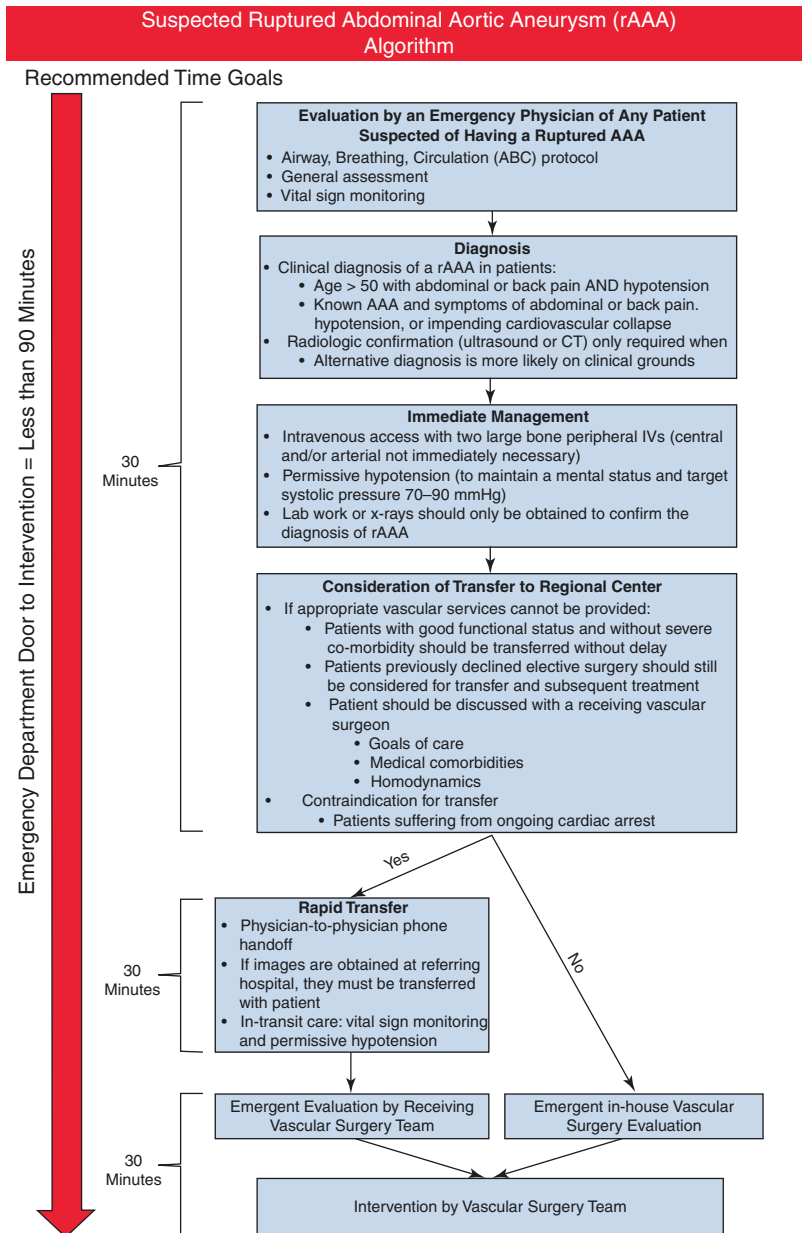 Suspected Ruptured Abdominal Aortic Aneurysm (rAAA)
Algorithm
Recommended Time Goals
Emergency Department Door to Intervention = Less than 90 Minutes
30
Minutes
Evaluation by an Emergency Physician of Any Patient
Suspected of Having a Ruptured AAA
• Airway, Breathing, Circulation (ABC) protocol
• General assessment
• Vital sign monitoring
Diagnosis
• Clinical diagnosis of a rAAA in patients:
• Age > 50 with abdominal or back pain AND hypotension
• Known AAA and symptoms of abdominal or back pain.
hypotension, or impending cardiovascular collapse
• Radiologic confirmation (ultrasound or CT) only required when
• Alternative diagnosis is more likely on clinical grounds
Immediate Management
• Intravenous access with two large bone peripheral IVs (central
and/or arterial not immediately necessary)
• Permissive hypotension (to maintain a mental status and target
systolic pressure 70–90 mmHg)
• Lab work or x-rays should only be obtained to confirm the
diagnosis of rAAA
Consideration of Transfer to Regional Center
• If appropriate vascular services cannot be provided:
• Patients with good functional status and without severe
co-morbidity should be transferred without delay
• Patients previously declined elective surgery should still
be considered for transfer and subsequent treatment
• Patient should be discussed with a receiving vascular
surgeon
• Goals of care
• Medical comorbidities
• Homodynamics
• Contraindication for transfer
• Patients suffering from ongoing cardiac arrest
Yes
No
30
Minutes
Rapid Transfer
• Physician-to-physician phone
handoff
• If images are obtained at referring
hospital, they must be transferred
with patient
• In-transit care: vital sign monitoring
and permissive hypotension
30
Minutes
Emergent Evaluation by Receiving
Vascular Surgery Team
Emergent in-house Vascular
Surgery Evaluation
Intervention by Vascular Surgery Team